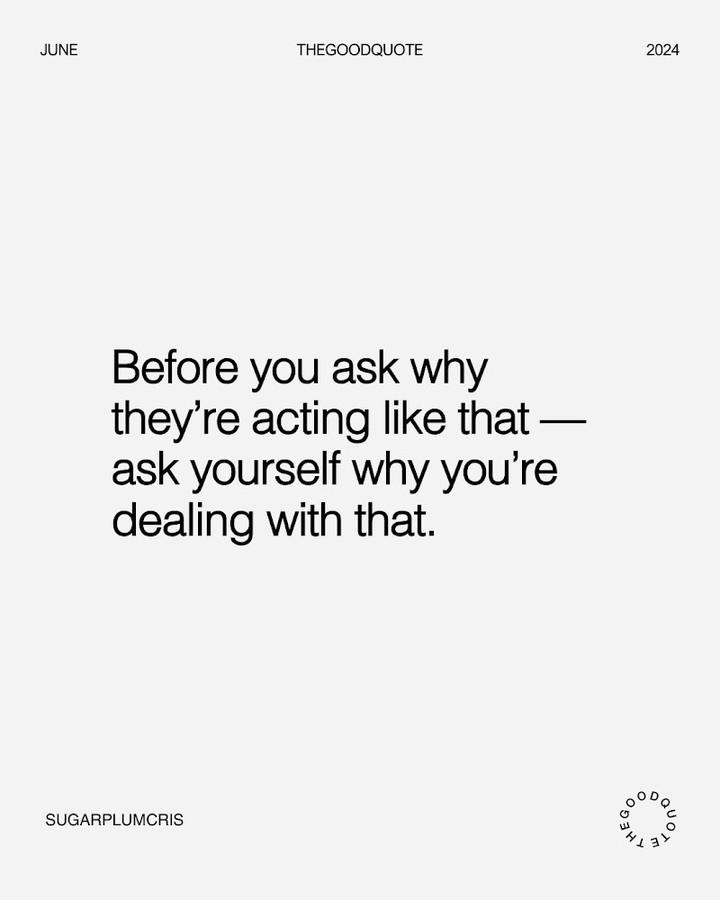 JUNE THEGOODQUOTE 2024
Before you ask why
they’re acting like that —
ask yourself why you’re
dealing with that.
SUGARPLUMCRIS
THEGOODQUOTE